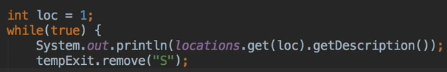 int loc = 1;
while(true) {
    System.out.println(locations.get(loc).getDescription());
    tempExit.remove("S");